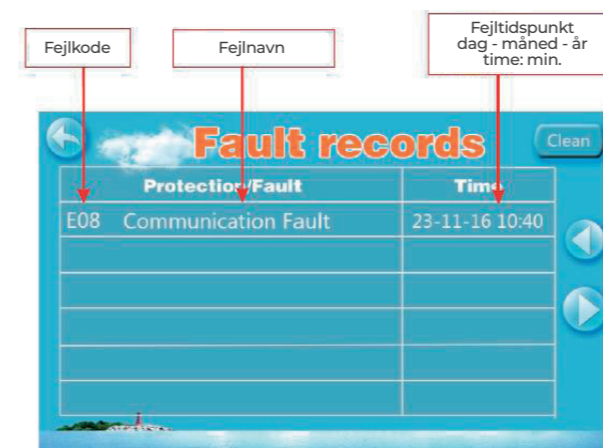 Fejlkode
Fejlnavn
Fejltidspunkt
dag - måned - år
time: min.
Fault records
Clean
Protection/Fault Time
E08 Communication Fault 23-11-16 10:40